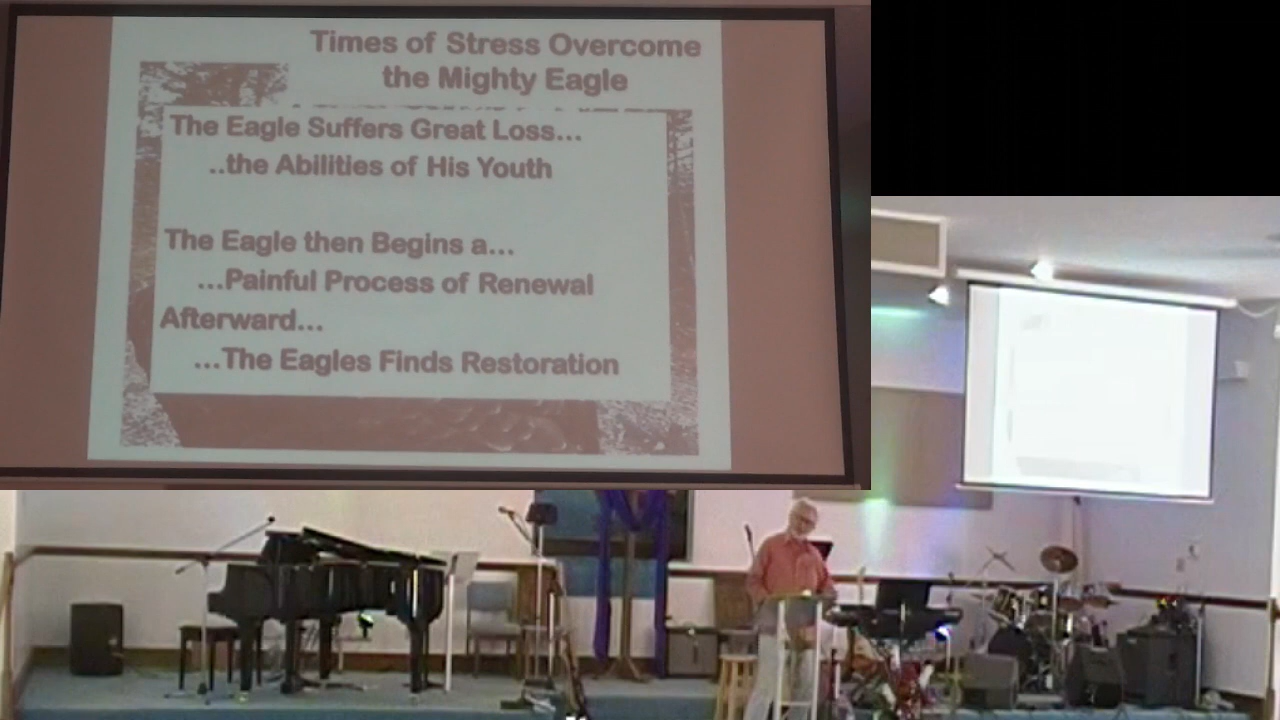 Times of Stress Overcome
the Mighty Eagle
The Eagle Suffers Great Loss...
..the Abilities of His Youth
The Eagle then Begins a...
...Painful Process of Renewal
Afterward...
...The Eagles Finds Restoration